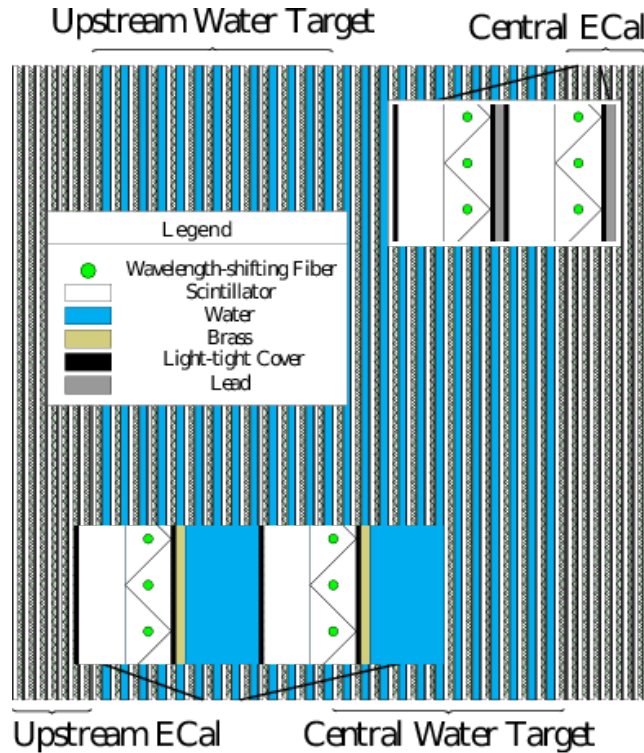 Upstream Water Target
Central ECal
Legend
Wavelength-shifting Fiber
Scintillator
Water
Brass
Light-tight Cover
Lead
Upstream ECal
Central Water Target